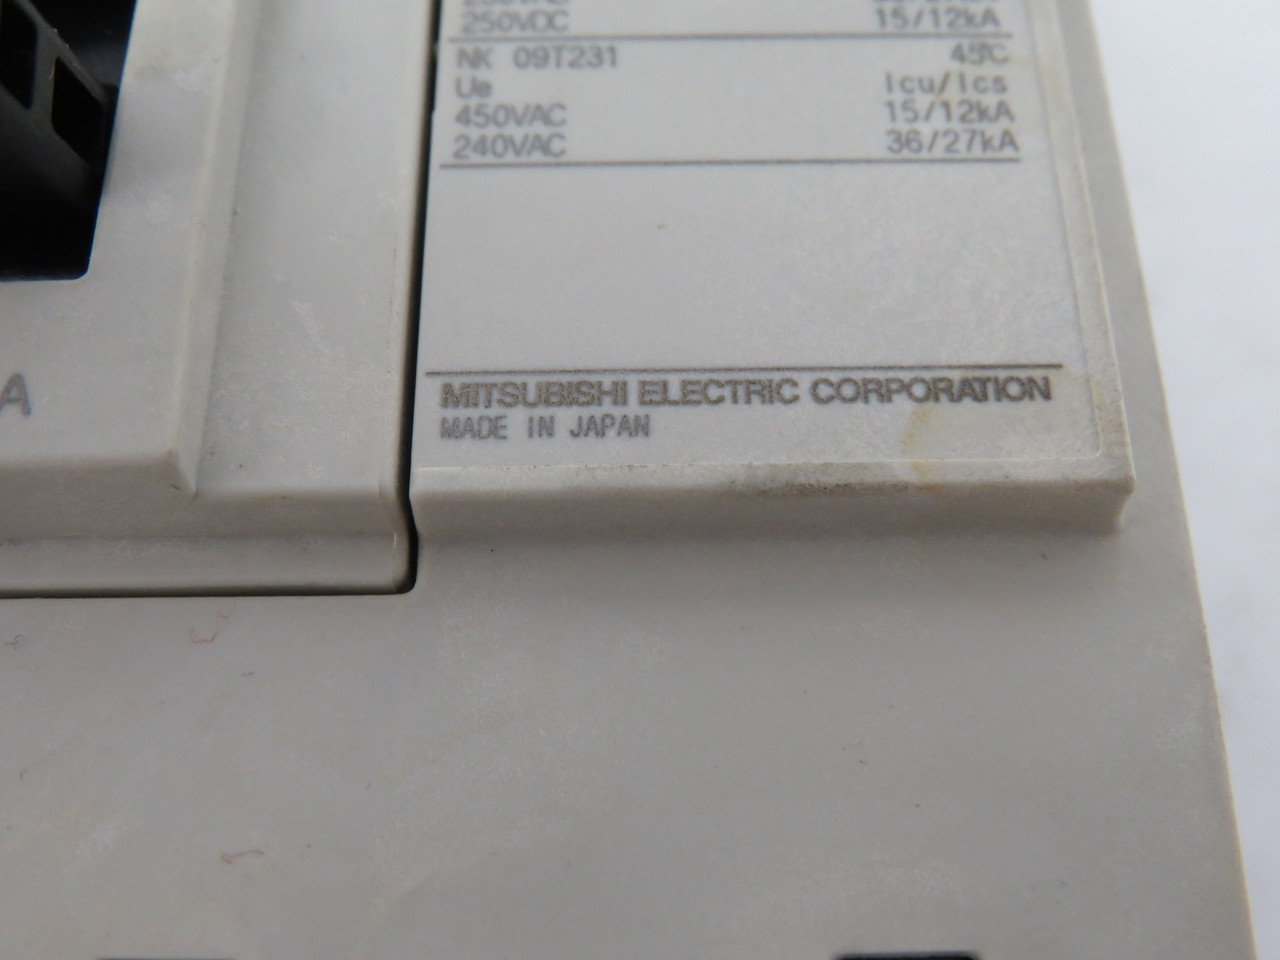 250VDC 15/12kA
NK 09T231 45℃
Ue Icu/Ics
450VAC 15/12kA
240VAC 36/27kA
A
MITSUBISHI ELECTRIC CORPORATION
MADE IN JAPAN